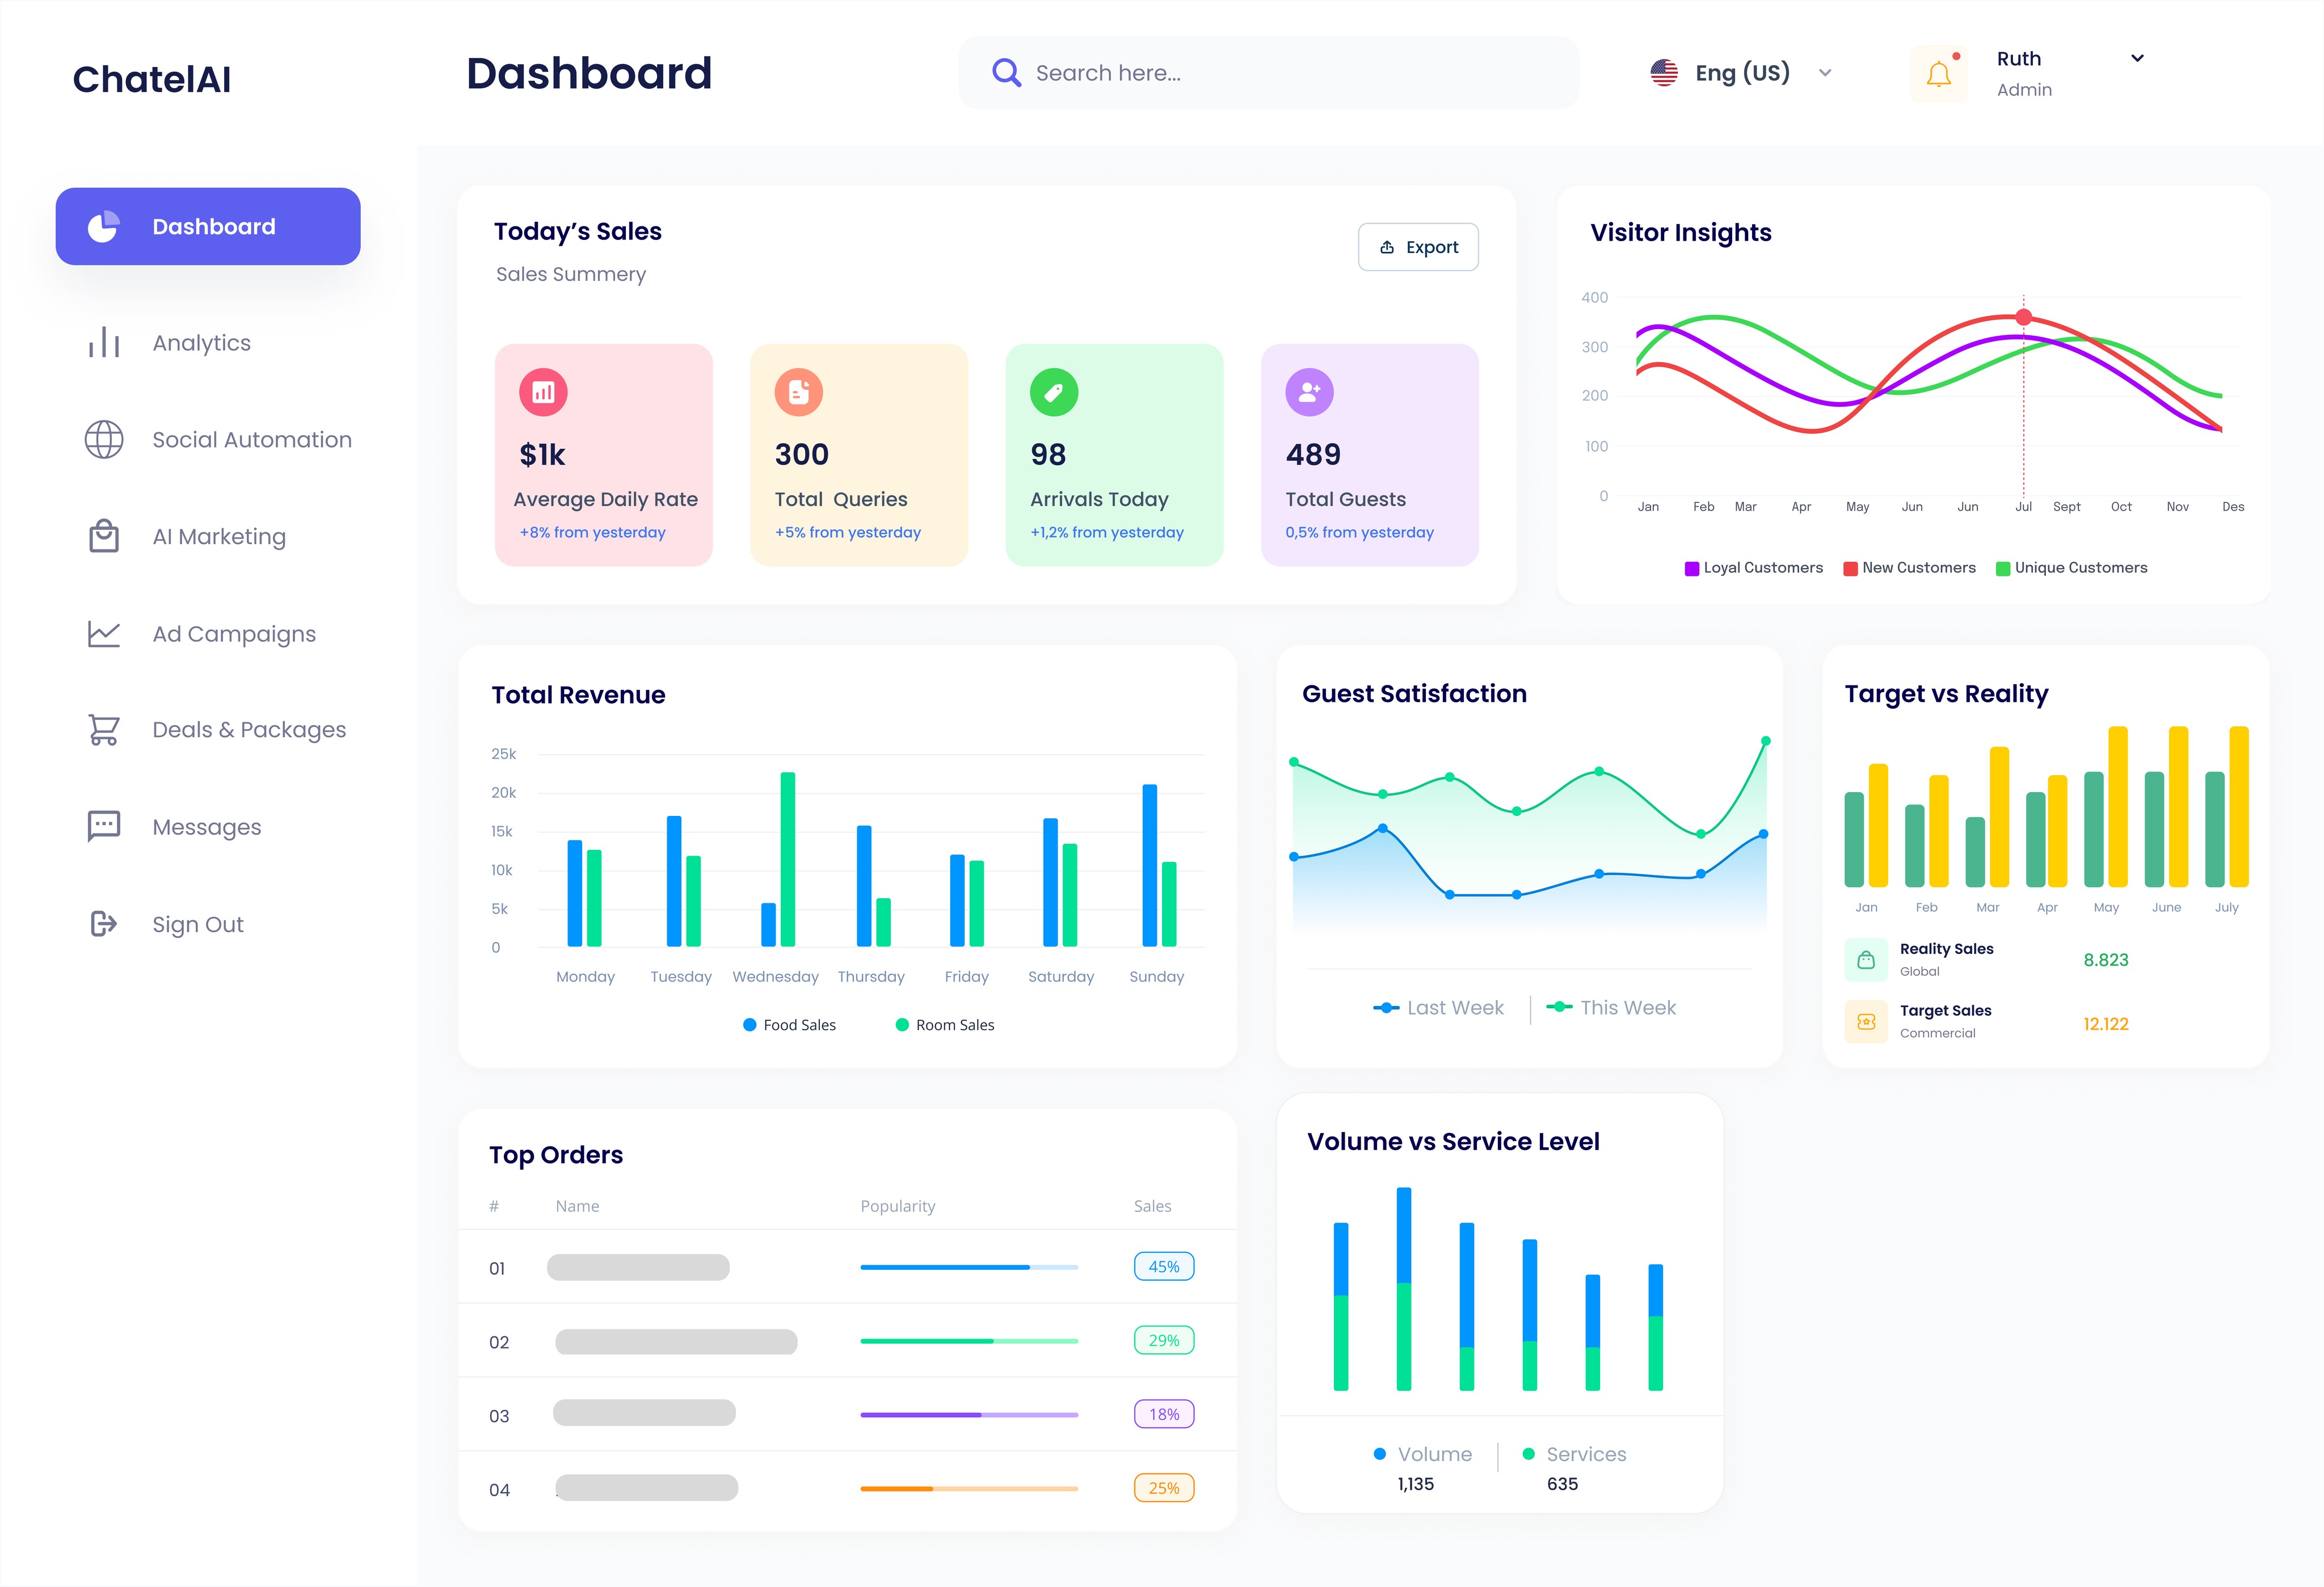 ChatelAI
Dashboard
Search here...
Eng (US)
Ruth
Admin
Dashboard
Analytics
Social Automation
AI Marketing
Ad Campaigns
Deals & Packages
Messages
Sign Out
Today’s Sales
Sales Summery
Export
$1k
Average Daily Rate
+8% from yesterday
300
Total  Queries
+5% from yesterday
98
Arrivals Today
+1,2% from yesterday
489
Total Guests
0,5% from yesterday
Visitor Insights
400
300
200
100
0
Jan Feb Mar Apr May Jun Jun Jul Sept Oct Nov Des
Loyal Customers New Customers Unique Customers
Total Revenue
25k
20k
15k
10k
5k
0
Monday Tuesday Wednesday Thursday Friday Saturday Sunday
Food Sales Room Sales
Guest Satisfaction
Last Week This Week
Target vs Reality
Jan Feb Mar Apr May June July
Reality Sales
Global
8.823
Target Sales
Commercial
12.122
Top Orders
# Name Popularity Sales
01 45%
02 29%
03 18%
04 25%
Volume vs Service Level
Volume Services
1,135 635